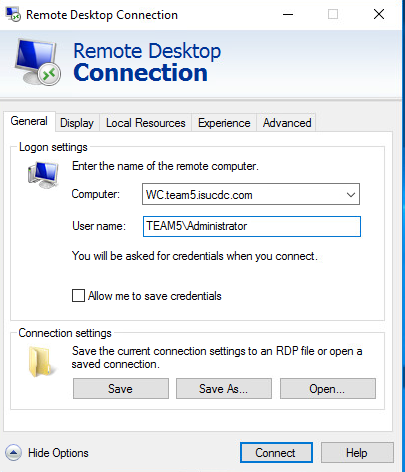 Remote Desktop Connection
Remote Desktop
Connection
General Display Local Resources Experience Advanced
Logon settings
Enter the name of the remote computer.
Computer: WC.team5.isucdc.com
User name: TEAM5\Administrator
You will be asked for credentials when you connect.
Allow me to save credentials
Connection settings
Save the current connection settings to an RDP file or open a
saved connection.
Save Save As... Open...
Hide Options Connect Help